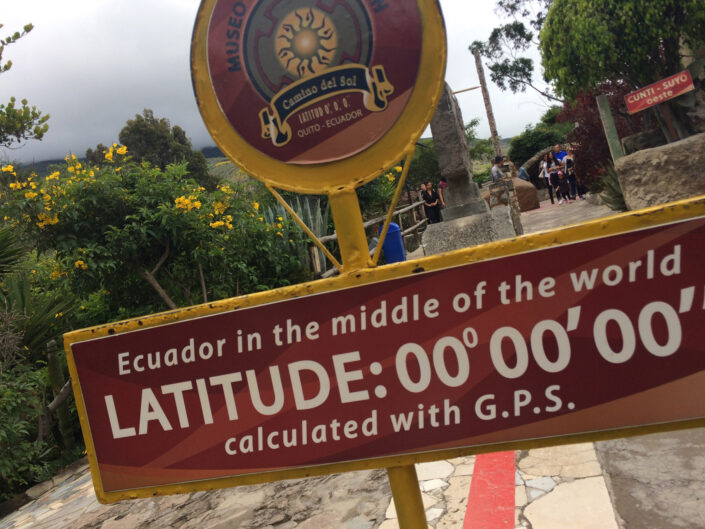 MUSEO
Camino del Sol
LATITUD 0°. 0. 0.
QUITO - ECUADOR
CUNTI - SUYO
oeste
Ecuador in the middle of the world
LATITUDE: 00º 00' 00"
calculated with G.P.S.